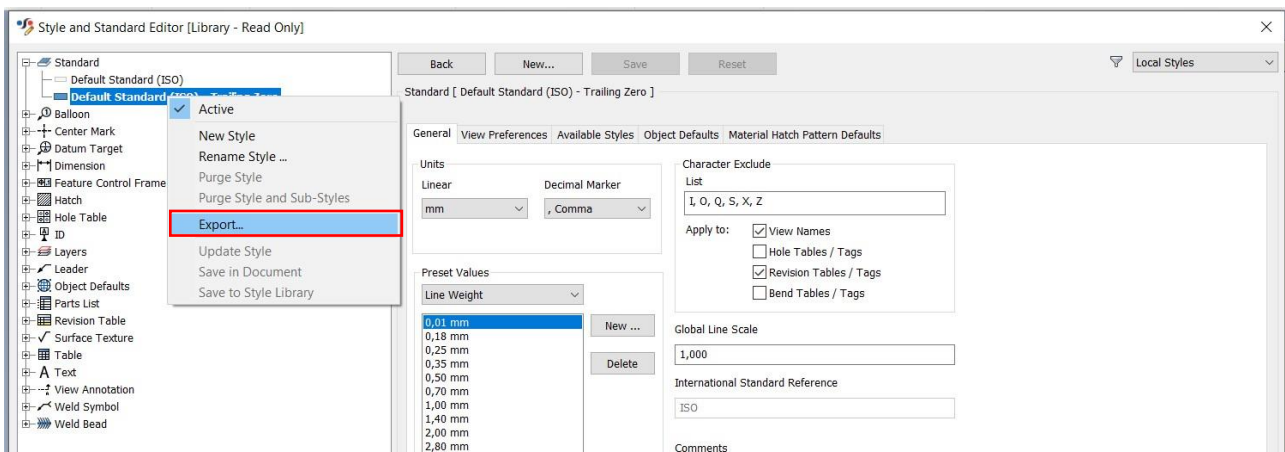 Style and Standard Editor [Library - Read Only]
Standard
Default Standard (ISO)
Default Standard (ISO) - Trailing Zero
Balloon
Center Mark
Datum Target
Dimension
Feature Control Frame
Hatch
Hole Table
ID
Layers
Leader
Object Defaults
Parts List
Revision Table
Surface Texture
Table
Text
View Annotation
Weld Symbol
Weld Bead
Active
New Style
Rename Style ...
Purge Style
Purge Style and Sub-Styles
Export...
Update Style
Save in Document
Save to Style Library
Back New... Save Reset
Local Styles
Standard [ Default Standard (ISO) - Trailing Zero ]
General View Preferences Available Styles Object Defaults Material Hatch Pattern Defaults
Units
Linear Decimal Marker
mm , Comma
Preset Values
Line Weight
0,01 mm
0,18 mm
0,25 mm
0,35 mm
0,50 mm
0,70 mm
1,00 mm
1,40 mm
2,00 mm
2,80 mm
New ...
Delete
Character Exclude
List
I, O, Q, S, X, Z
Apply to: View Names
Hole Tables / Tags
Revision Tables / Tags
Bend Tables / Tags
Global Line Scale
1,000
International Standard Reference
ISO
Comments